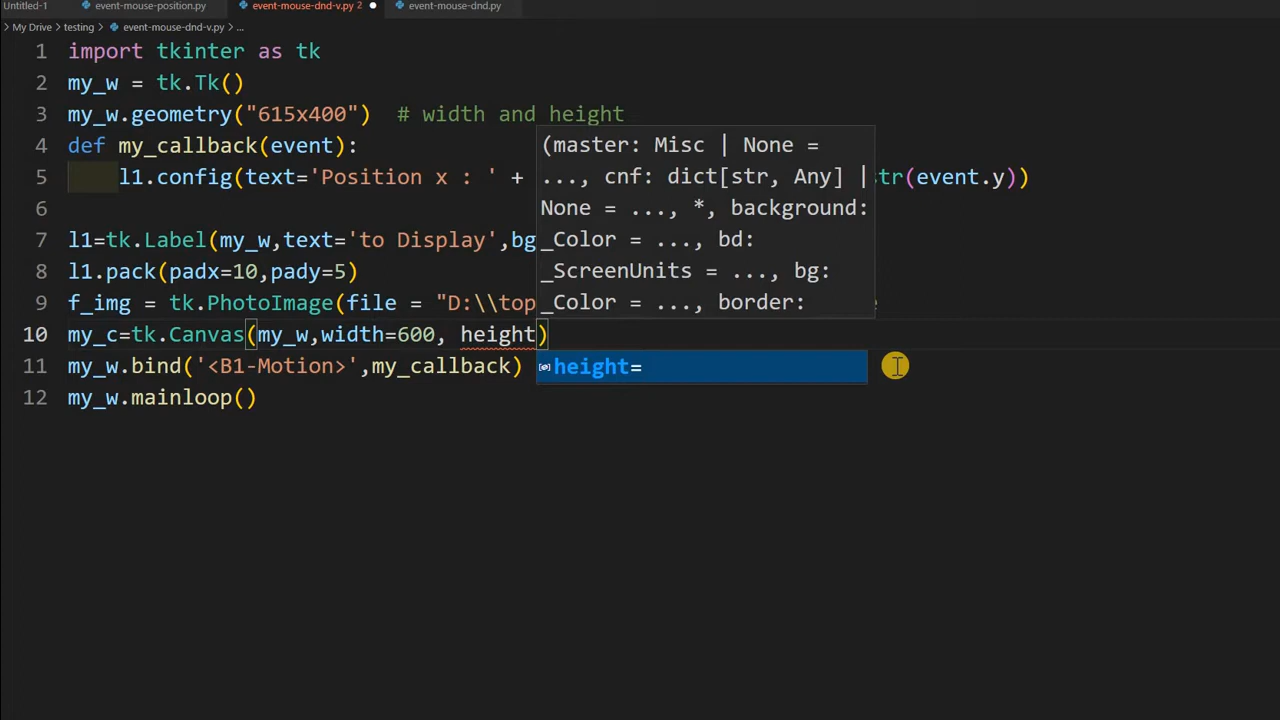 Untitled-1 event-mouse-position.py event-mouse-dnd-v.py 2 event-mouse-dnd.py
My Drive > testing > event-mouse-dnd-v.py > ...
1 import tkinter as tk
2 my_w = tk.Tk()
3 my_w.geometry("615x400") # width and height
4 def my_callback(event):
5 l1.config(text='Position x : ' + str(event.y))
6
7 l1=tk.Label(my_w,text='to Display',bg
8 l1.pack(padx=10,pady=5)
9 f_img = tk.PhotoImage(file = "D:\\top
10 my_c=tk.Canvas(my_w,width=600, height)
11 my_w.bind('<B1-Motion>',my_callback)
12 my_w.mainloop()
(master: Misc | None =
..., cnf: dict[str, Any] |
None = ..., *, background:
_Color = ..., bd:
_ScreenUnits = ..., bg:
_Color = ..., border:
height=